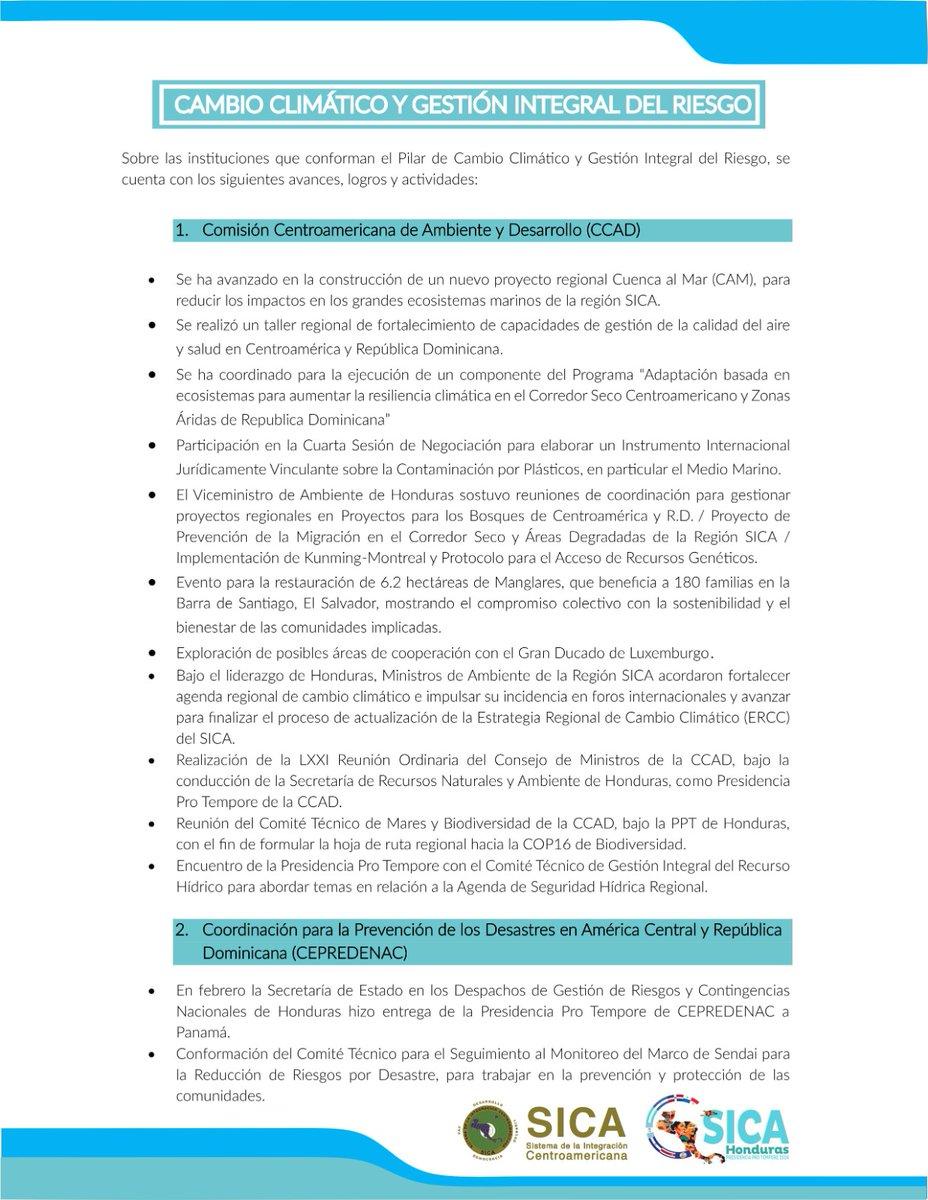 CAMBIO CLIMÁTICO Y GESTIÓN INTEGRAL DEL RIESGO
Sobre las instituciones que conforman el Pilar de Cambio Climático y Gestión Integral del Riesgo, se
cuenta con los siguientes avances, logros y actividades:
1. Comisión Centroamericana de Ambiente y Desarrollo (CCAD)
• Se ha avanzado en la construcción de un nuevo proyecto regional Cuenca al Mar (CAM), para
reducir los impactos en los grandes ecosistemas marinos de la región SICA.
• Se realizó un taller regional de fortalecimiento de capacidades de gestión de la calidad del aire
y salud en Centroamérica y República Dominicana.
• Se ha coordinado para la ejecución de un componente del Programa “Adaptación basada en
ecosistemas para aumentar la resiliencia climática en el Corredor Seco Centroamericano y Zonas
Áridas de Republica Dominicana”
• Participación en la Cuarta Sesión de Negociación para elaborar un Instrumento Internacional
Jurídicamente Vinculante sobre la Contaminación por Plásticos, en particular el Medio Marino.
• El Viceministro de Ambiente de Honduras sostuvo reuniones de coordinación para gestionar
proyectos regionales en Proyectos para los Bosques de Centroamérica y R.D. / Proyecto de
Prevención de la Migración en el Corredor Seco y Áreas Degradadas de la Región SICA /
Implementación de Kunming-Montreal y Protocolo para el Acceso de Recursos Genéticos.
• Evento para la restauración de 6.2 hectáreas de Manglares, que beneficia a 180 familias en la
Barra de Santiago, El Salvador, mostrando el compromiso colectivo con la sostenibilidad y el
bienestar de las comunidades implicadas.
• Exploración de posibles áreas de cooperación con el Gran Ducado de Luxemburgo.
• Bajo el liderazgo de Honduras, Ministros de Ambiente de la Región SICA acordaron fortalecer
agenda regional de cambio climático e impulsar su incidencia en foros internacionales y avanzar
para finalizar el proceso de actualización de la Estrategia Regional de Cambio Climático (ERCC)
del SICA.
• Realización de la LXXI Reunión Ordinaria del Consejo de Ministros de la CCAD, bajo la
conducción de la Secretaría de Recursos Naturales y Ambiente de Honduras, como Presidencia
Pro Tempore de la CCAD.
• Reunión del Comité Técnico de Mares y Biodiversidad de la CCAD, bajo la PPT de Honduras,
con el fin de formular la hoja de ruta regional hacia la COP16 de Biodiversidad.
• Encuentro de la Presidencia Pro Tempore con el Comité Técnico de Gestión Integral del Recurso
Hídrico para abordar temas en relación a la Agenda de Seguridad Hídrica Regional.
2. Coordinación para la Prevención de los Desastres en América Central y República
Dominicana (CEPREDENAC)
• En febrero la Secretaría de Estado en los Despachos de Gestión de Riesgos y Contingencias
Nacionales de Honduras hizo entrega de la Presidencia Pro Tempore de CEPREDENAC a
Panamá.
• Conformación del Comité Técnico para el Seguimiento al Monitoreo del Marco de Sendai para
la Reducción de Riesgos por Desastre, para trabajar en la prevención y protección de las
comunidades.
SICA
Sistema de la Integración
Centroamericana
SICA
Honduras